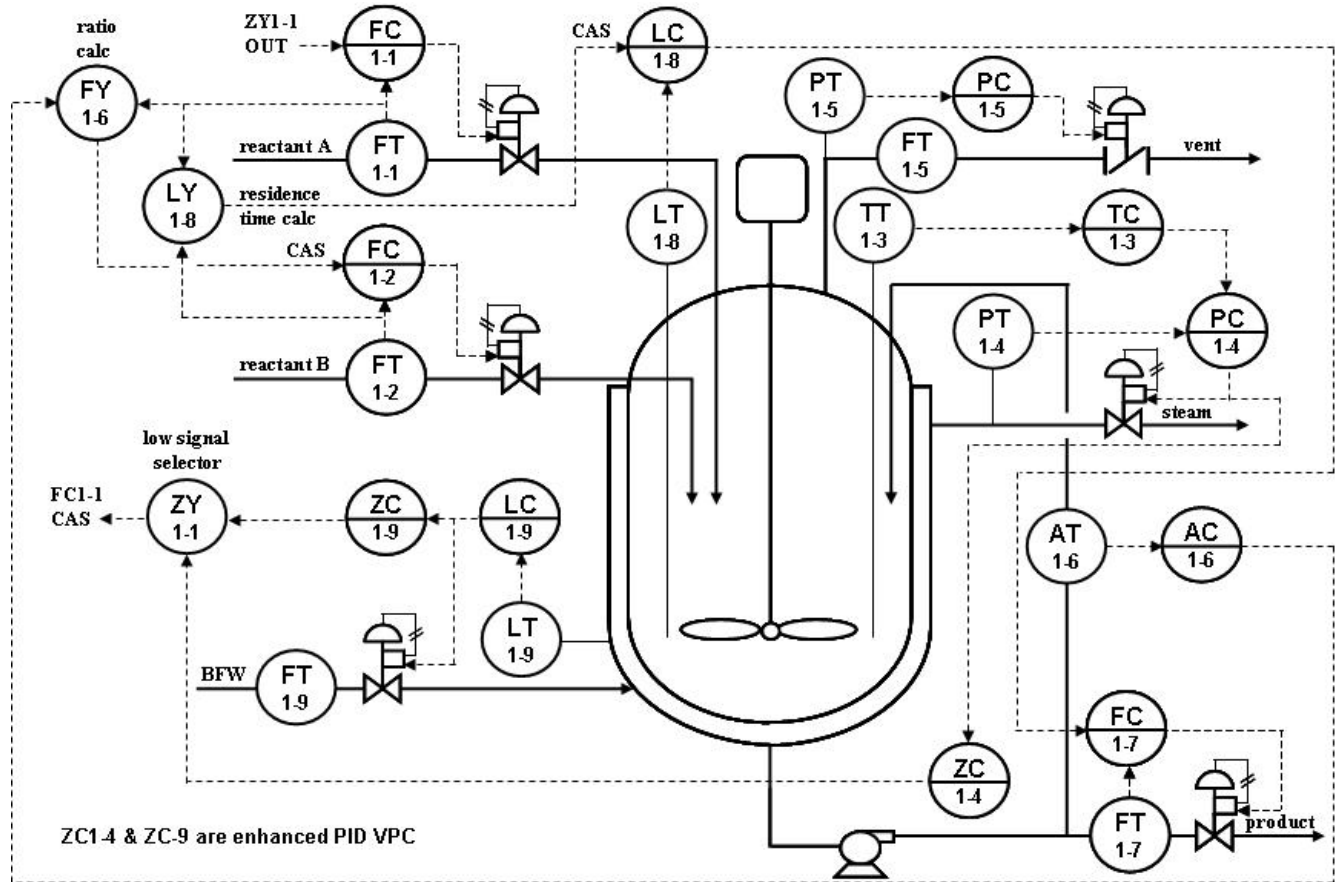 ratio
calc
ZY1-1
OUT
FC
1-1
CAS
LC
1-8
PT
1-5
PC
1-5
FY
1-6
FT
1-5
vent
reactant A
FT
1-1
LY
1-8
residence
time calc
LT
1-8
TT
1-3
TC
1-3
CAS
FC
1-2
PT
1-4
PC
1-4
reactant B
FT
1-2
steam
low signal
selector
FC1-1
CAS
ZY
1-1
ZC
1-9
LC
1-9
AT
1-6
AC
1-6
LT
1-9
BFW
FT
1-9
FC
1-7
ZC
1-4
FT
1-7
product
ZC1-4 & ZC-9 are enhanced PID VPC